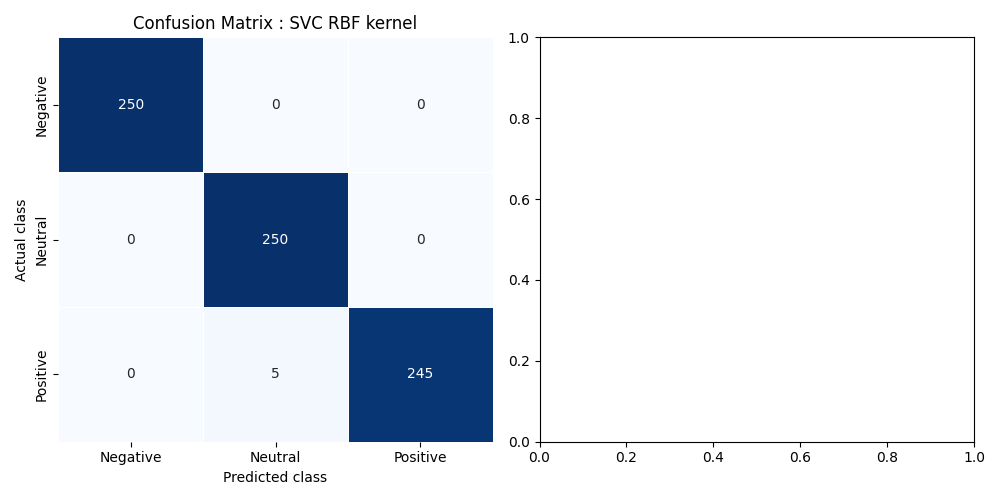 Confusion Matrix : SVC RBF kernel
Actual class
Negative
250
0
0
Neutral
0
250
0
Positive
0
5
245
Negative
Neutral
Positive
Predicted class
1.0
0.8
0.6
0.4
0.2
0.0
0.0
0.2
0.4
0.6
0.8
1.0